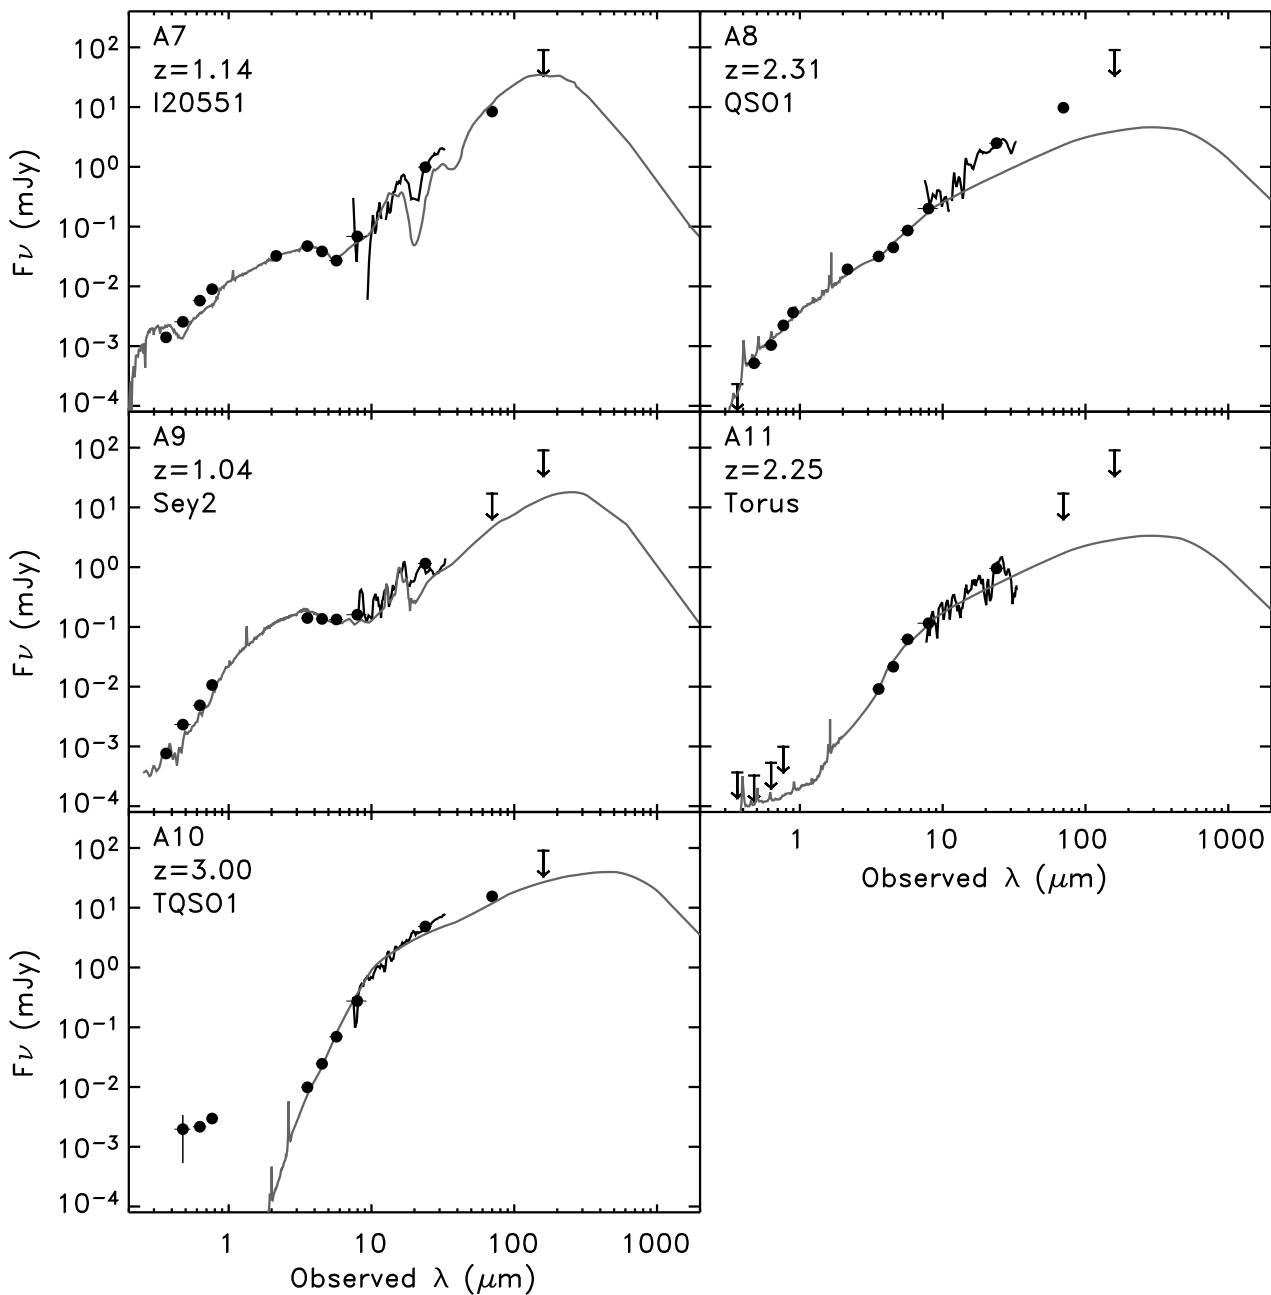 A7
z=1.14
I20551
10²
10¹
10⁰
10⁻¹
10⁻²
10⁻³
10⁻⁴
Fν (mJy)
A8
z=2.31
QSO1
A9
z=1.04
Sey2
10²
10¹
10⁰
10⁻¹
10⁻²
10⁻³
10⁻⁴
Fν (mJy)
A11
z=2.25
Torus
1 10 100 1000
Observed λ (μm)
A10
z=3.00
TQSO1
10²
10¹
10⁰
10⁻¹
10⁻²
10⁻³
10⁻⁴
Fν (mJy)
1 10 100 1000
Observed λ (μm)